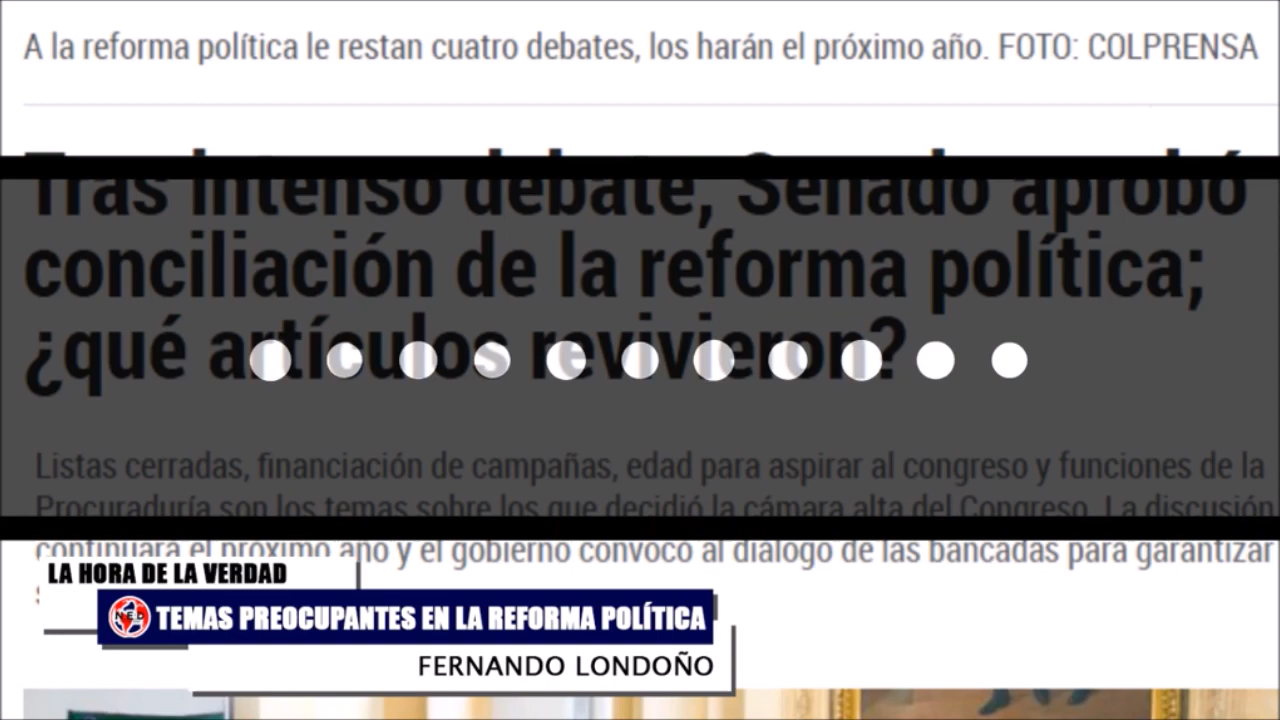 A la reforma política le restan cuatro debates, los harán el próximo año. FOTO: COLPRENSA
Tras intenso debate, Senado aprobó
conciliación de la reforma política;
¿qué artículos revivieron?
Listas cerradas, financiación de campañas, edad para aspirar al congreso y funciones de la
Procuraduría son los temas sobre los que decidió la cámara alta del Congreso. La discusión
continuará el próximo año y el gobierno convocó al diálogo de las bancadas para garantizar
LA HORA DE LA VERDAD
TEMAS PREOCUPANTES EN LA REFORMA POLÍTICA
FERNANDO LONDOÑO